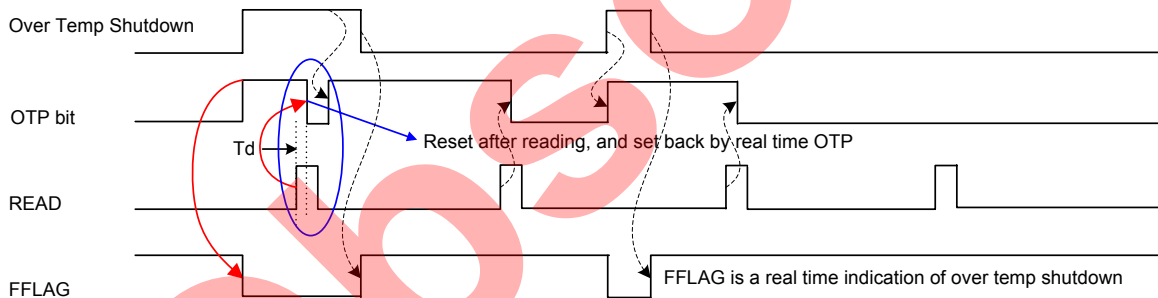 Over Temp Shutdown
OTP bit
Td
Reset after reading, and set back by real time OTP
READ
FFLAG
FFLAG is a real time indication of over temp shutdown